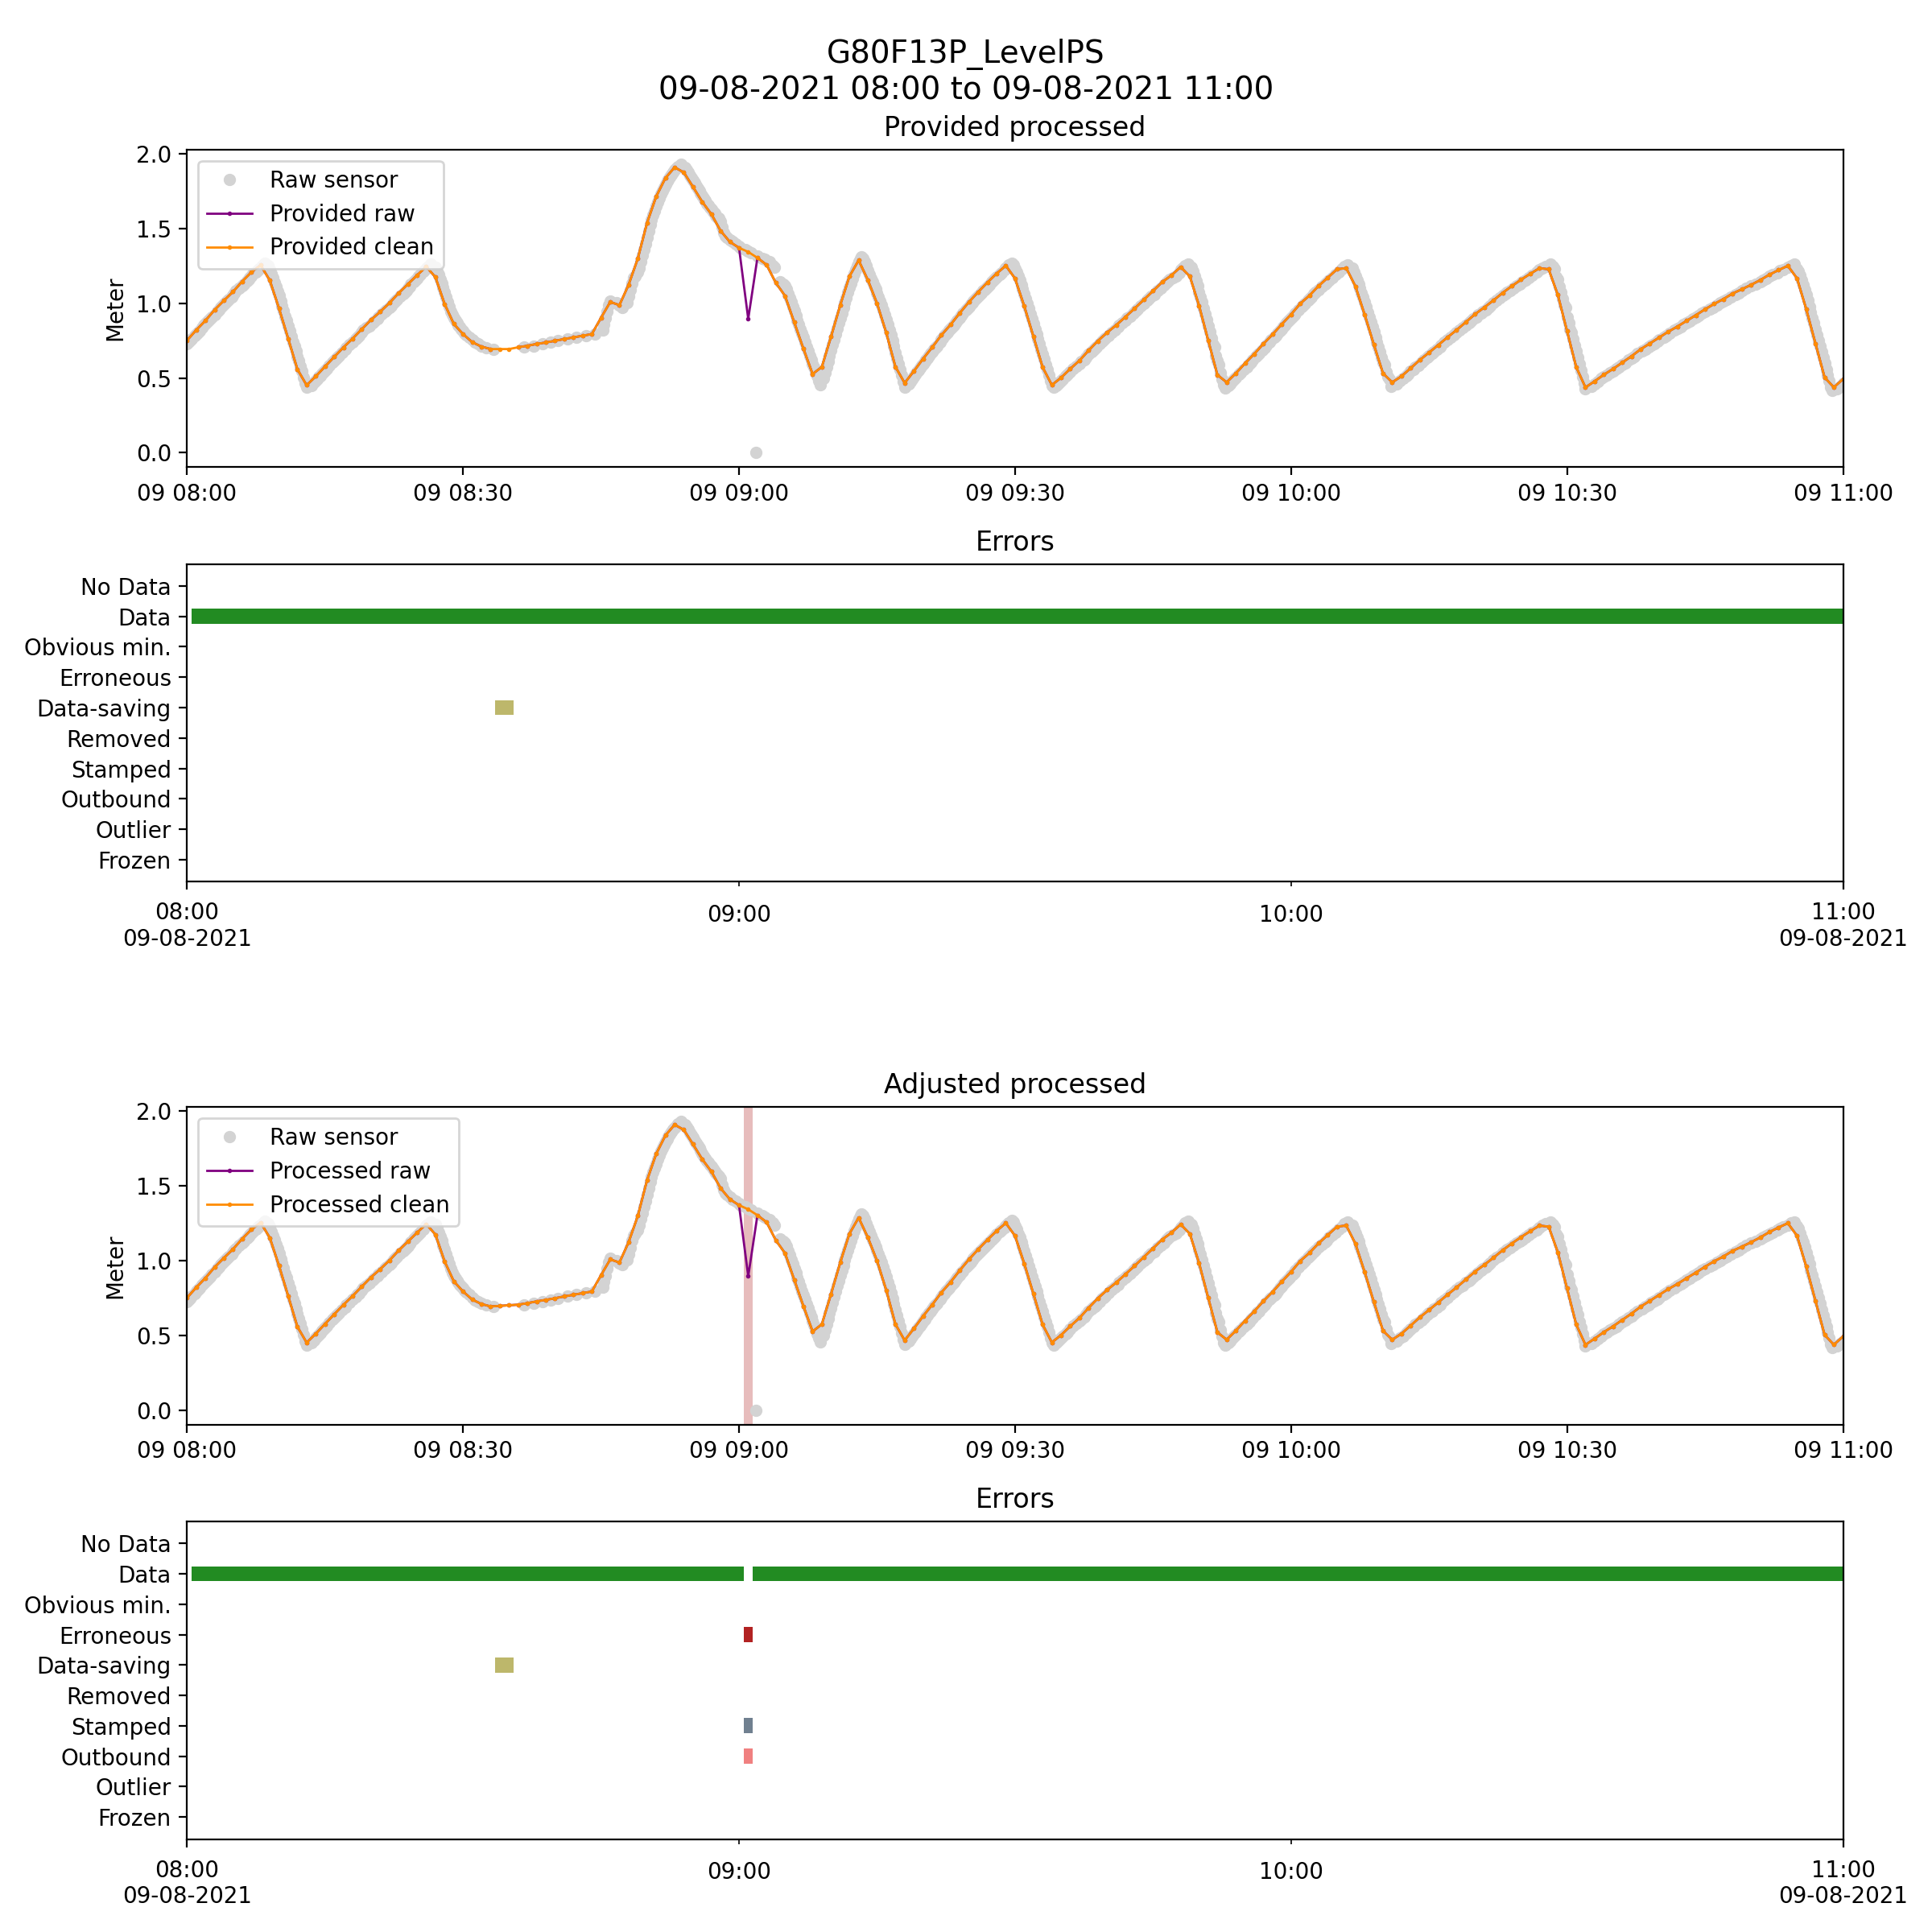 G80F13P_LevelPS
09-08-2021 08:00 to 09-08-2021 11:00
Provided processed
Meter
2.0
1.5
1.0
0.5
0.0
Raw sensor
Provided raw
Provided clean
09 08:00 09 08:30 09 09:00 09 09:30 09 10:00 09 10:30 09 11:00
Errors
No Data
Data
Obvious min.
Erroneous
Data-saving
Removed
Stamped
Outbound
Outlier
Frozen
08:00 09:00 10:00 11:00
09-08-2021 09-08-2021
Adjusted processed
Meter
2.0
1.5
1.0
0.5
0.0
Raw sensor
Processed raw
Processed clean
09 08:00 09 08:30 09 09:00 09 09:30 09 10:00 09 10:30 09 11:00
Errors
No Data
Data
Obvious min.
Erroneous
Data-saving
Removed
Stamped
Outbound
Outlier
Frozen
08:00 09:00 10:00 11:00
09-08-2021 09-08-2021